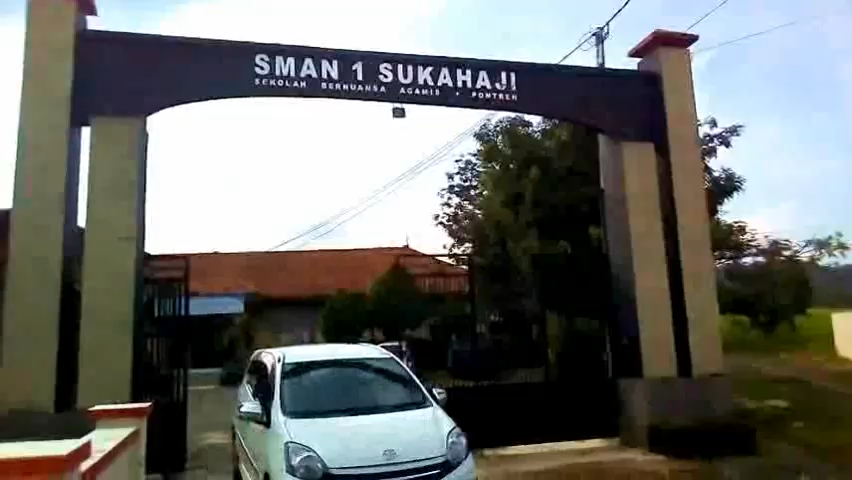 SMAN 1 SUKAHAJI
SEKOLAH BERNUANSA AGAMIS - PONTREN